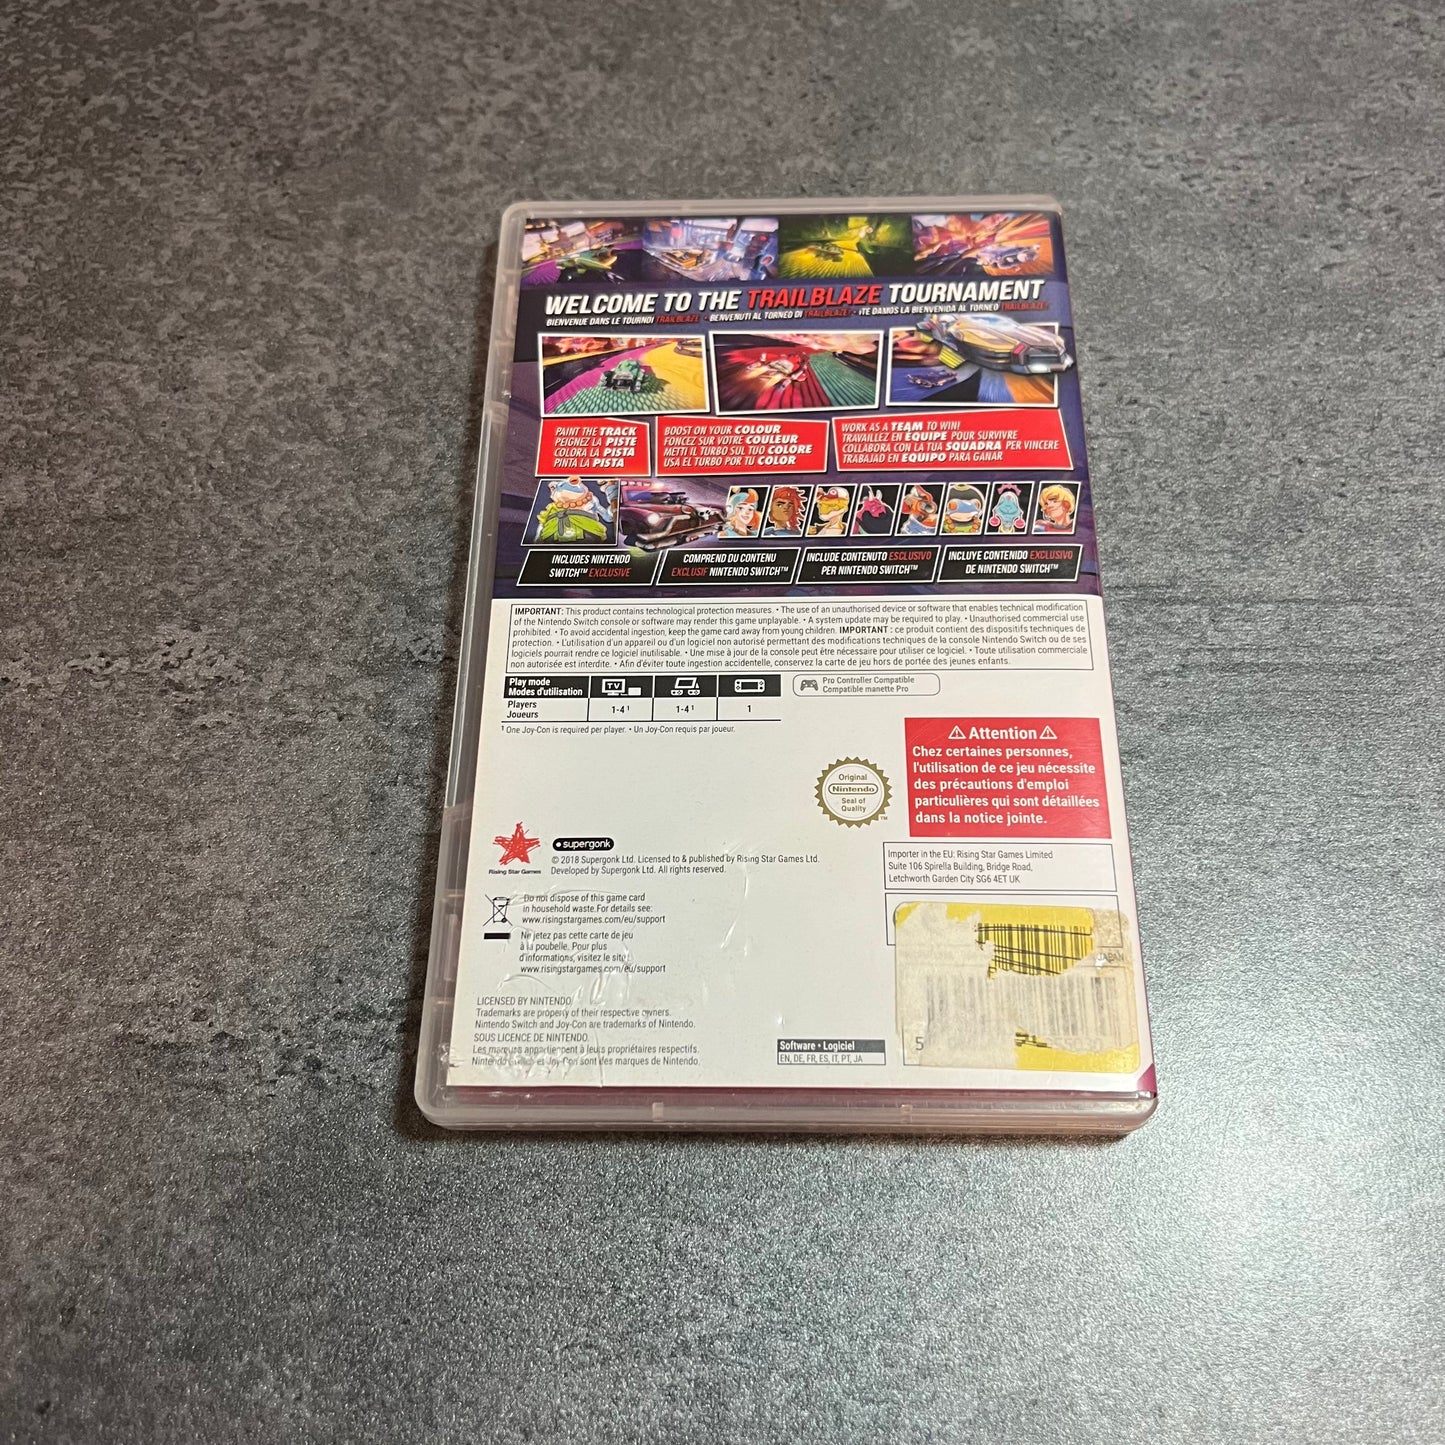 WELCOME TO THE TRAILBLAZE TOURNAMENT
BIENVENUE DANS LE TOURNOI TRAILBLAZE • BENVENUTI AL TORNEO DI TRAILBLAZE! • ¡TE DAMOS LA BIENVENIDA AL TORNEO TRAILBLAZE!
PAINT THE TRACK
PEIGNEZ LA PISTE
COLORA LA PISTA
PINTA LA PISTA
BOOST ON YOUR COLOUR
FONCEZ SUR VOTRE COULEUR
METTI IL TURBO SUL TUO COLORE
USA EL TURBO POR TU COLOR
WORK AS A TEAM TO WIN!
TRAVAILLEZ EN ÉQUIPE POUR SURVIVRE
COLLABORA CON LA TUA SQUADRA PER VINCERE
TRABAJAD EN EQUIPO PARA GANAR
INCLUDES NINTENDO
SWITCH™ EXCLUSIVE
COMPREND DU CONTENU
EXCLUSIF NINTENDO SWITCH™
INCLUDE CONTENUTO ESCLUSIVO
PER NINTENDO SWITCH™
INCLUYE CONTENIDO EXCLUSIVO
DE NINTENDO SWITCH™
IMPORTANT: This product contains technological protection measures. • The use of an unauthorised device or software that enables technical modification
of the Nintendo Switch console or software may render this game unplayable. • A system update may be required to play. • Unauthorised commercial use
prohibited. • To avoid accidental ingestion, keep the game card away from young children. IMPORTANT : ce produit contient des dispositifs techniques de
protection. • L'utilisation d'un appareil ou d'un logiciel non autorisé permettant des modifications techniques de la console Nintendo Switch ou de ses
logiciels pourrait rendre ce logiciel inutilisable. • Une mise à jour de la console peut être nécessaire pour utiliser ce logiciel. • Toute utilisation commerciale
non autorisée est interdite. • Afin d'éviter toute ingestion accidentelle, conservez la carte de jeu hors de portée des jeunes enfants.
Play mode
Modes d'utilisation
TV
Players
Joueurs
1-4 ¹
1-4 ¹
1
Pro Controller Compatible
Compatible manette Pro
¹ One Joy-Con is required per player. • Un Joy-Con requis par joueur.
⚠ Attention ⚠
Chez certaines personnes,
l'utilisation de ce jeu nécessite
des précautions d'emploi
particulières qui sont détaillées
dans la notice jointe.
Original
Nintendo
Seal of
Quality
TM
Rising Star Games
supergonk
© 2018 Supergonk Ltd. Licensed to & published by Rising Star Games Ltd.
Developed by Supergonk Ltd. All rights reserved.
Importer in the EU: Rising Star Games Limited
Suite 106 Spirella Building, Bridge Road,
Letchworth Garden City SG6 4ET UK
Do not dispose of this game card
in household waste.For details see:
www.risingstargames.com/eu/support
Ne jetez pas cette carte de jeu
à la poubelle. Pour plus
d'informations, visitez le site:
www.risingstargames.com/eu/support
JAPAN
LICENSED BY NINTENDO.
Trademarks are property of their respective owners.
Nintendo Switch and Joy-Con are trademarks of Nintendo.
SOUS LICENCE DE NINTENDO.
Les marques appartiennent à leurs propriétaires respectifs.
Nintendo Switch et Joy-Con sont des marques de Nintendo.
Software • Logiciel
EN, DE, FR, ES, IT, PT, JA
5